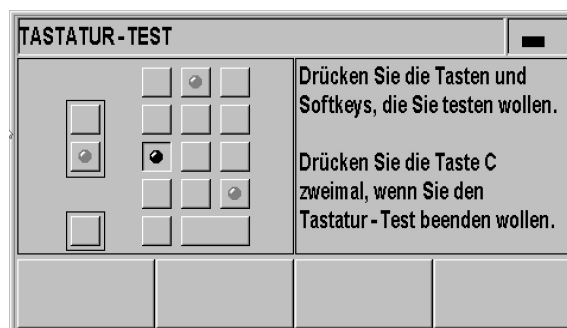 TASTATUR-TEST
Drücken Sie die Tasten und
Softkeys, die Sie testen wollen.
Drücken Sie die Taste C
zweimal, wenn Sie den
Tastatur-Test beenden wollen.